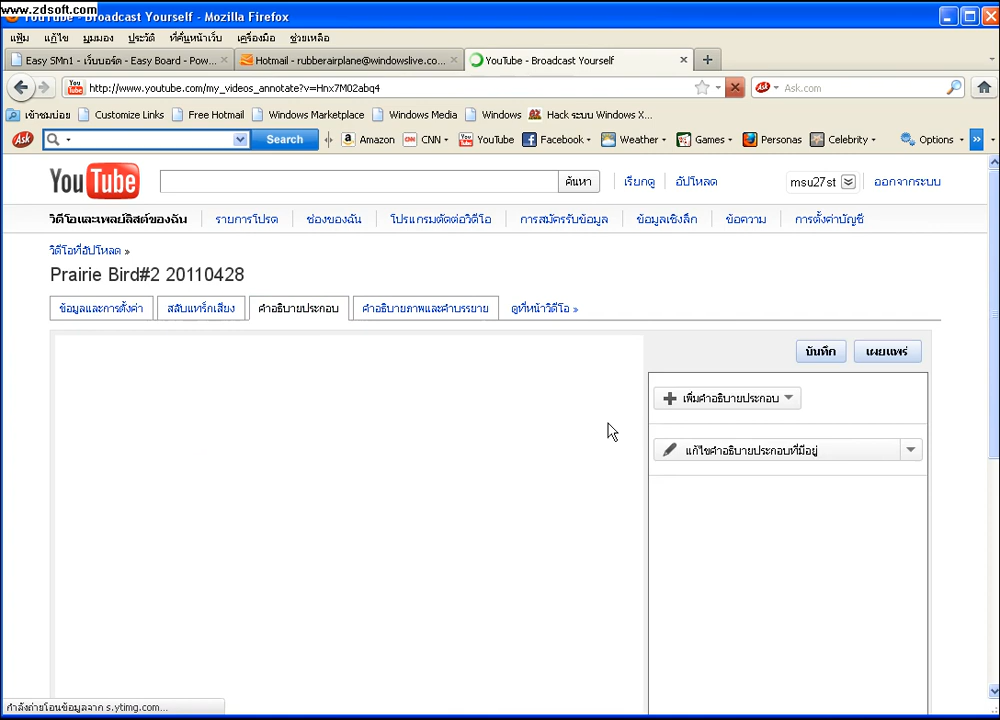 www.zdsoft.com
YouTube - Broadcast Yourself - Mozilla Firefox
แฟ้ม แก้ไข มุมมอง ประวัติ ที่คั่นหน้าเว็บ เครื่องมือ ช่วยเหลือ
Easy SMn1 - เว็บบอร์ด - Easy Board - Pow...
Hotmail - rubberairplane@windowslive.co...
YouTube - Broadcast Yourself
http://www.youtube.com/my_videos_annotate?v=Hnx7M02abq4
Ask.com
เข้าชมบ่อย Customize Links Free Hotmail Windows Marketplace Windows Media Windows Hack ระบบ Windows X...
Ask Search Amazon CNN YouTube Facebook Weather Games Personas Celebrity Options
YouTube ค้นหา เรียกดู อัปโหลด msu27st ออกจากระบบ
วิดีโอและเพลย์ลิสต์ของฉัน รายการโปรด ช่องของฉัน โปรแกรมตัดต่อวิดีโอ การสมัครรับข้อมูล ข้อมูลเชิงลึก ข้อความ การตั้งค่าบัญชี
วิดีโอที่อัปโหลด »
Prairie Bird#2 20110428
ข้อมูลและการตั้งค่า สลับแทร็กเสียง คำอธิบายประกอบ คำอธิบายภาพและคำบรรยาย ดูที่หน้าวิดีโอ »
บันทึก เผยแพร่
เพิ่มคำอธิบายประกอบ
แก้ไขคำอธิบายประกอบที่มีอยู่
กำลังถ่ายโอนข้อมูลจาก s.ytimg.com...